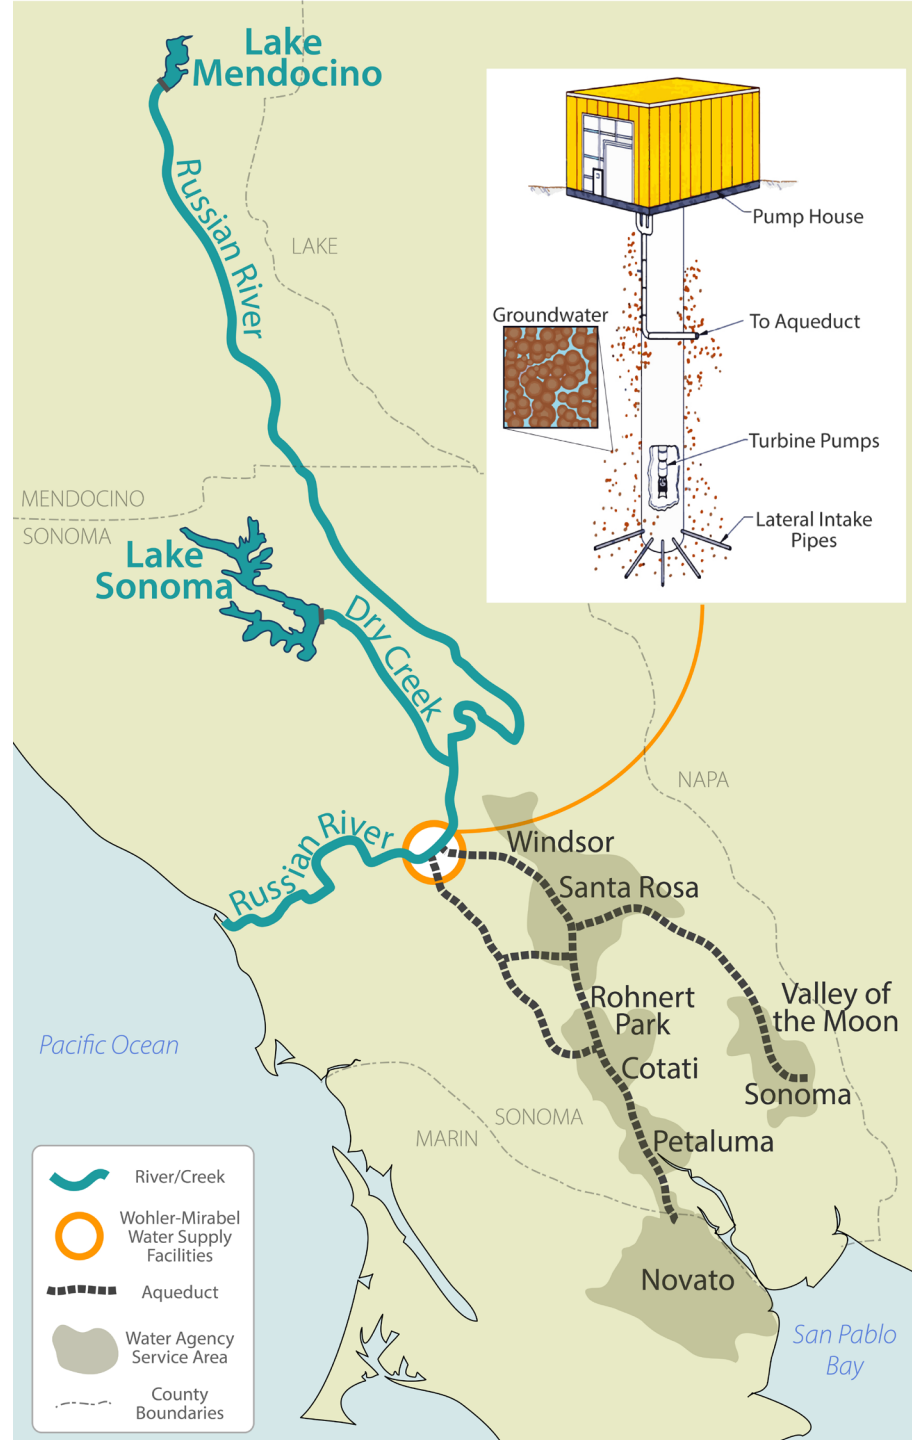 Lake
Mendocino
Russian River
LAKE
Pump House
To Aqueduct
Groundwater
Turbine Pumps
Lateral Intake
Pipes
MENDOCINO
SONOMA
Lake
Sonoma
Dry Creek
NAPA
Russian River
Windsor
Santa Rosa
Rohnert
Park
Valley of
the Moon
Pacific Ocean
Cotati
Sonoma
SONOMA
MARIN
Petaluma
Novato
San Pablo
Bay
River/Creek
Wohler-Mirabel
Water Supply
Facilities
Aqueduct
Water Agency
Service Area
County
Boundaries